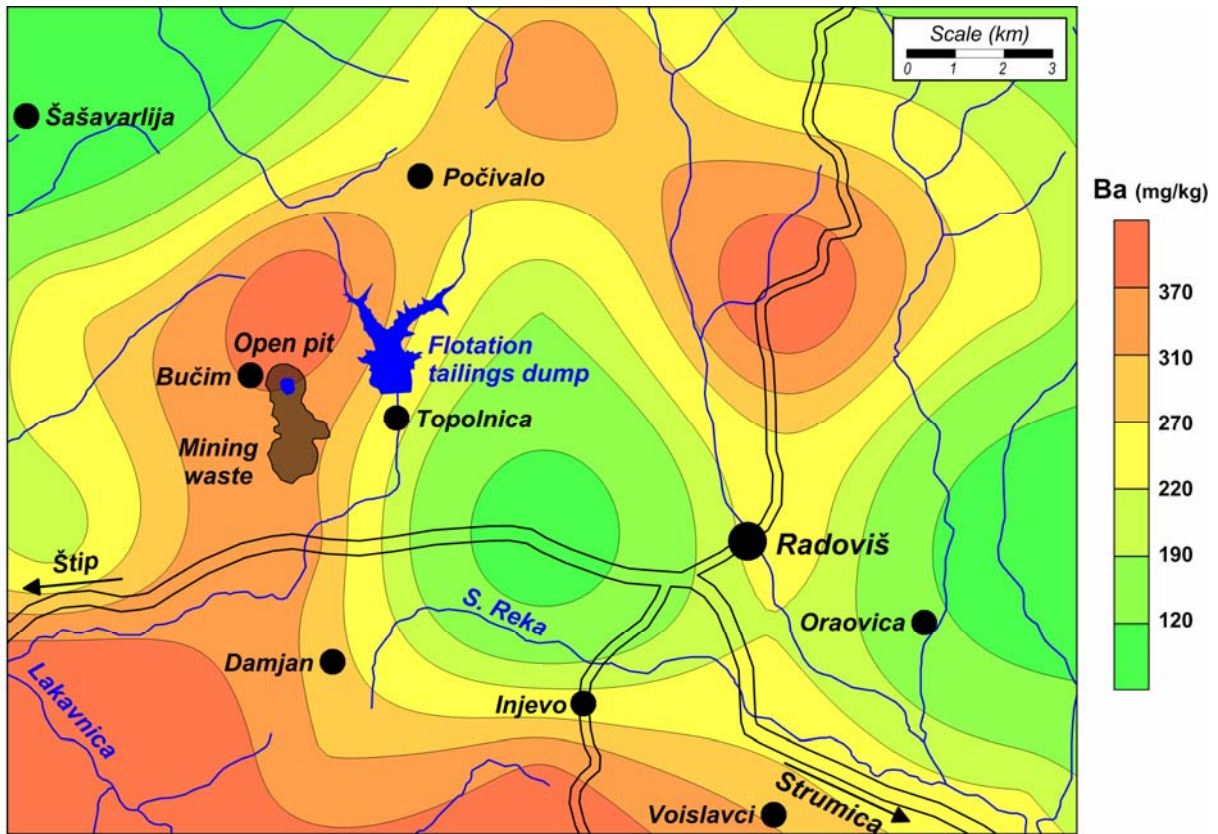 Scale (km)
0 1 2 3
Šašavarlija
Počivalo
Ba (mg/kg)
370
310
270
220
190
120
Open pit
Bučim
Flotation
tailings dump
Topolnica
Mining
waste
Radoviš
Štip
S. Reka
Oraovica
Damjan
Lakavnica
Injevo
Voislavci
Strumica